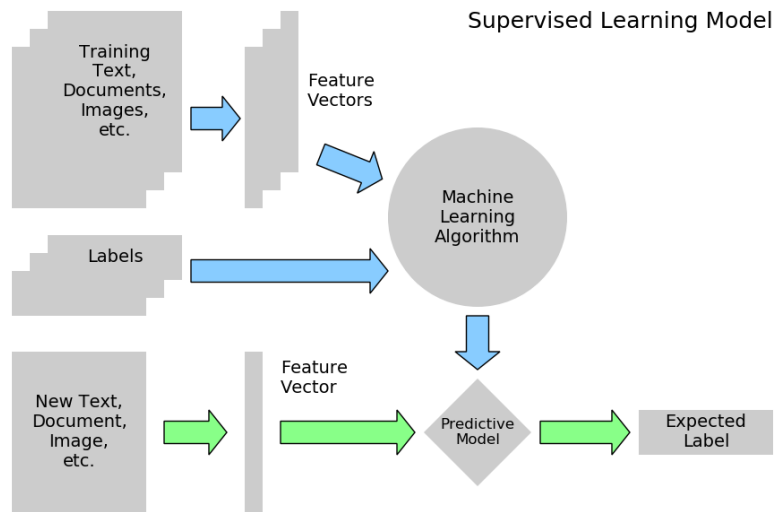 Supervised Learning Model
Training
Text,
Documents,
Images,
etc.
Feature
Vectors
Machine
Learning
Algorithm
Labels
New Text,
Document,
Image,
etc.
Feature
Vector
Predictive
Model
Expected
Label